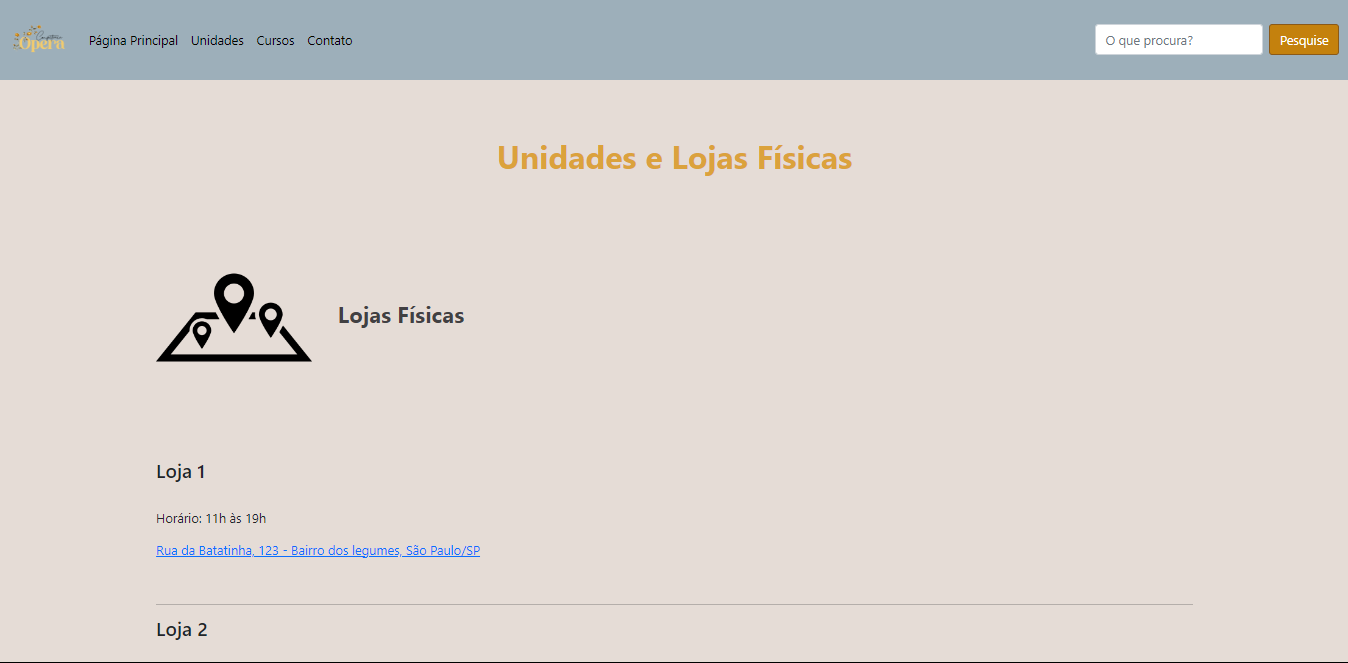 Opera
Página Principal Unidades Cursos Contato
O que procura? Pesquise
Unidades e Lojas Físicas
Lojas Físicas
Loja 1
Horário: 11h às 19h
Rua da Batatinha, 123 - Bairro dos legumes, São Paulo/SP
Loja 2